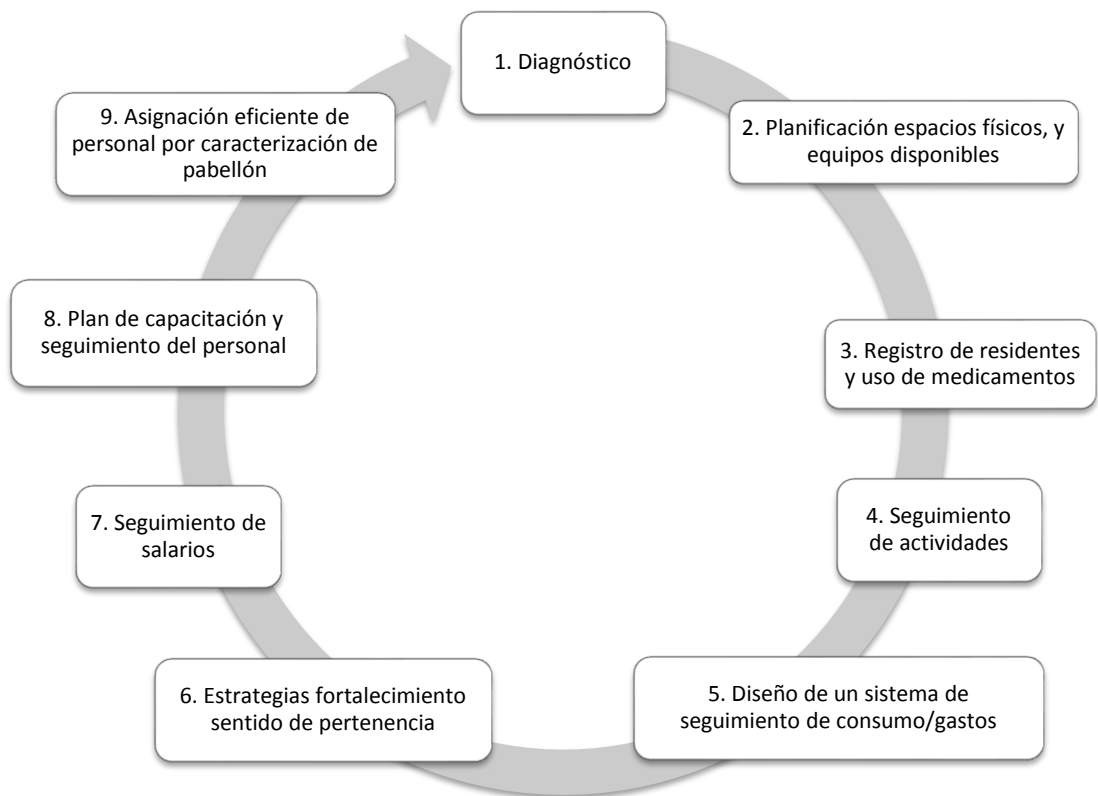 1. Diagnóstico
2. Planificación espacios físicos, y
equipos disponibles
3. Registro de residentes
y uso de medicamentos
4. Seguimiento
de actividades
5. Diseño de un sistema de
seguimiento de consumo/gastos
6. Estrategias fortalecimiento
sentido de pertenencia
7. Seguimiento de
salarios
8. Plan de capacitación y
seguimiento del personal
9. Asignación eficiente de
personal por caracterización de
pabellón